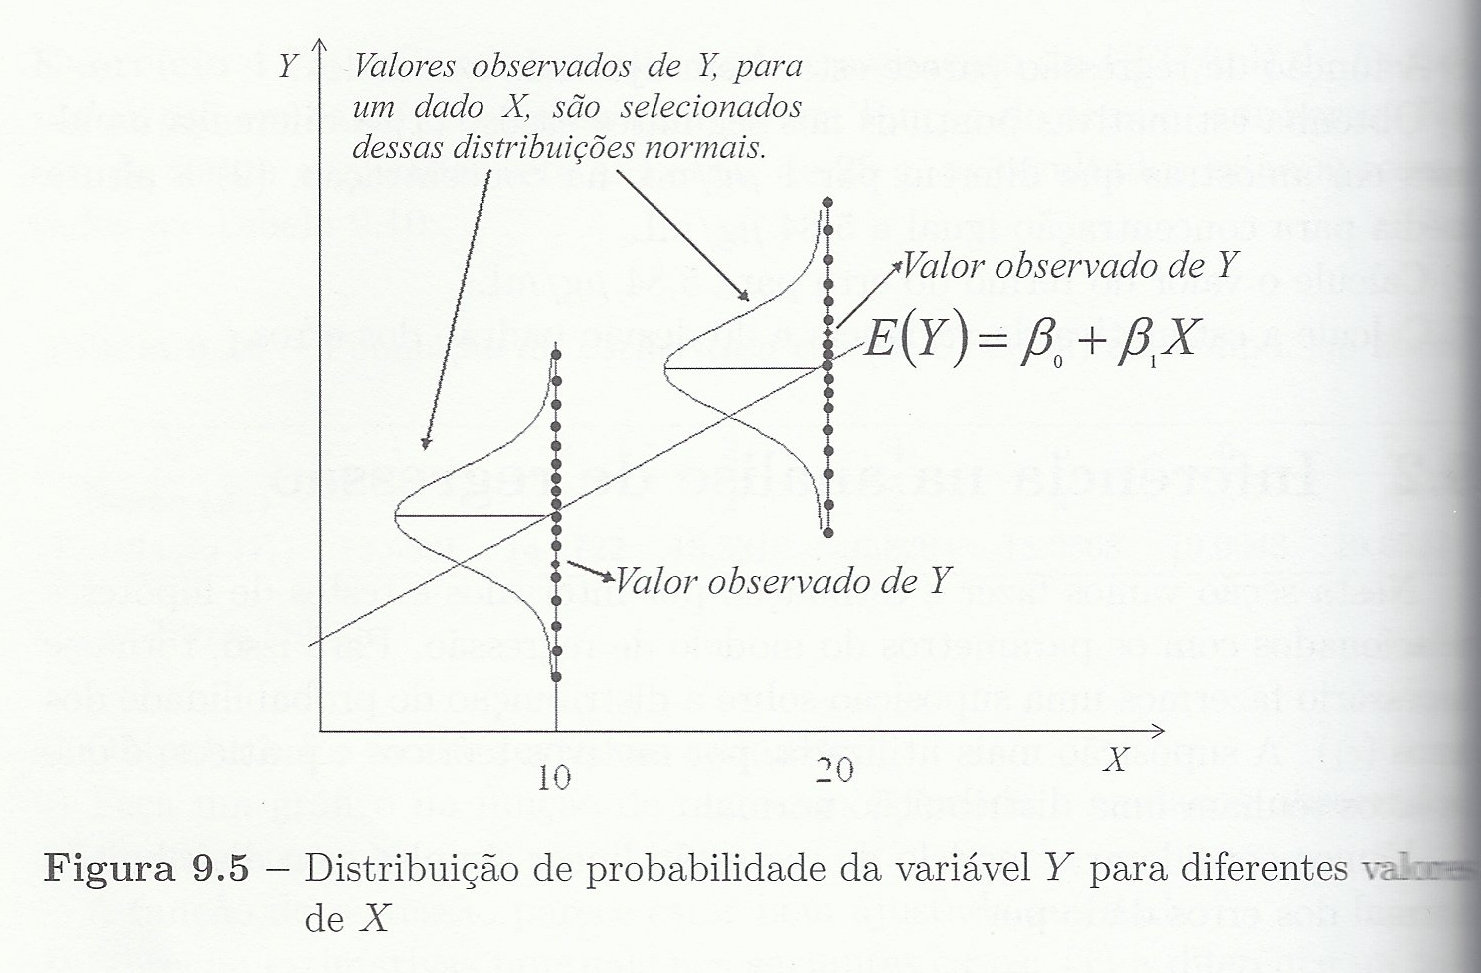 Y
Valores observados de Y, para
um dado X, são selecionados
dessas distribuições normais.
Valor observado de Y
E(Y) = β₀ + β₁X
Valor observado de Y
X
10
20
Figura 9.5 – Distribuição de probabilidade da variável Y para diferentes valores
de X